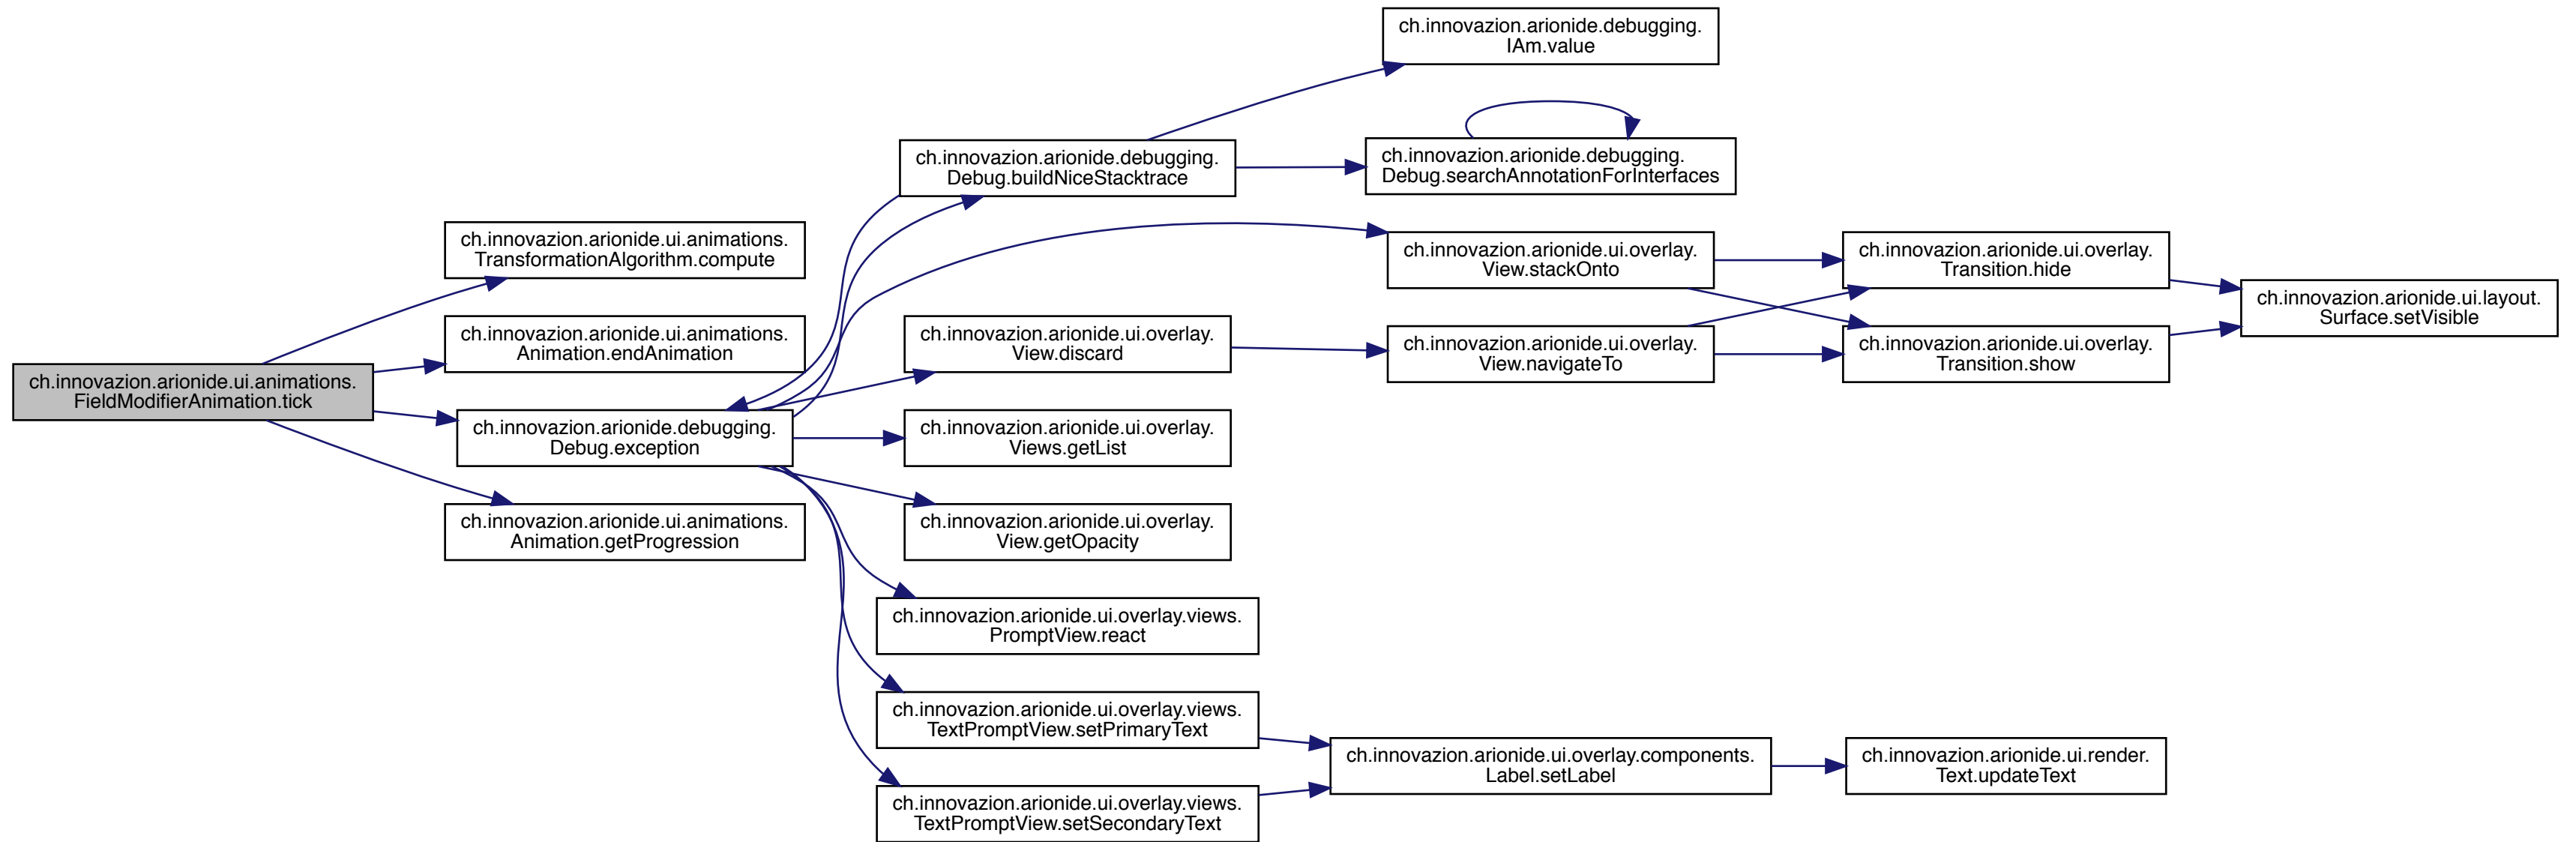 ch.innovazion.arionide.debugging.
IAm.value
ch.innovazion.arionide.debugging.
Debug.buildNiceStacktrace
ch.innovazion.arionide.debugging.
Debug.searchAnnotationForInterfaces
ch.innovazion.arionide.ui.animations.
TransformationAlgorithm.compute
ch.innovazion.arionide.ui.overlay.
View.stackOnto
ch.innovazion.arionide.ui.overlay.
Transition.hide
ch.innovazion.arionide.ui.layout.
Surface.setVisible
ch.innovazion.arionide.ui.animations.
Animation.endAnimation
ch.innovazion.arionide.ui.overlay.
View.discard
ch.innovazion.arionide.ui.overlay.
View.navigateTo
ch.innovazion.arionide.ui.overlay.
Transition.show
ch.innovazion.arionide.ui.animations.
FieldModifierAnimation.tick
ch.innovazion.arionide.debugging.
Debug.exception
ch.innovazion.arionide.ui.overlay.
Views.getList
ch.innovazion.arionide.ui.animations.
Animation.getProgression
ch.innovazion.arionide.ui.overlay.
View.getOpacity
ch.innovazion.arionide.ui.overlay.views.
PromptView.react
ch.innovazion.arionide.ui.overlay.views.
TextPromptView.setPrimaryText
ch.innovazion.arionide.ui.overlay.components.
Label.setLabel
ch.innovazion.arionide.ui.render.
Text.updateText
ch.innovazion.arionide.ui.overlay.views.
TextPromptView.setSecondaryText